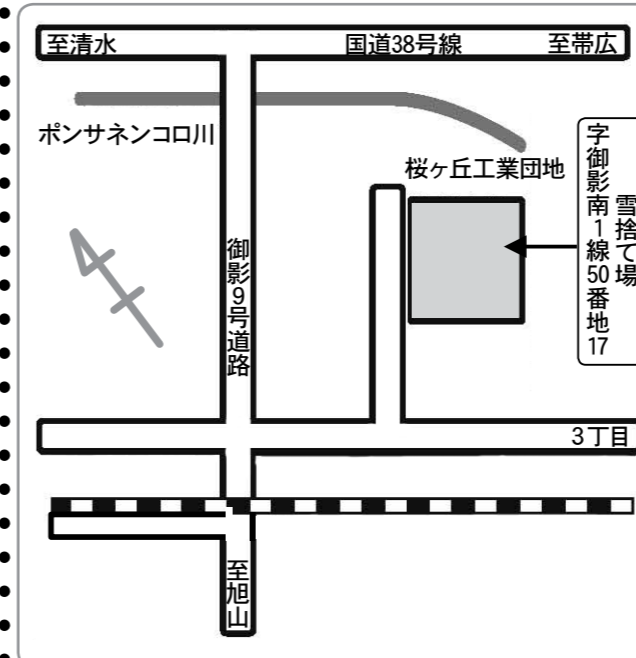 至清水
国道38号線
至帯広
ポンサネンコロ川
桜ヶ丘工業団地
雪捨て場
字御影南1線50番地17
御影9号道路
3丁目
至旭山